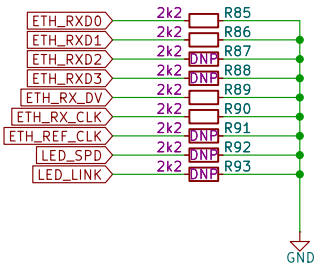 ETH_RXD0 2k2 R85
ETH_RXD1 2k2 R86
ETH_RXD2 2k2 DNP R87
ETH_RXD3 2k2 DNP R88
ETH_RX_DV 2k2 R89
ETH_RX_CLK 2k2 R90
ETH_REF_CLK 2k2 DNP R91
LED_SPD 2k2 DNP R92
LED_LINK 2k2 DNP R93
GND